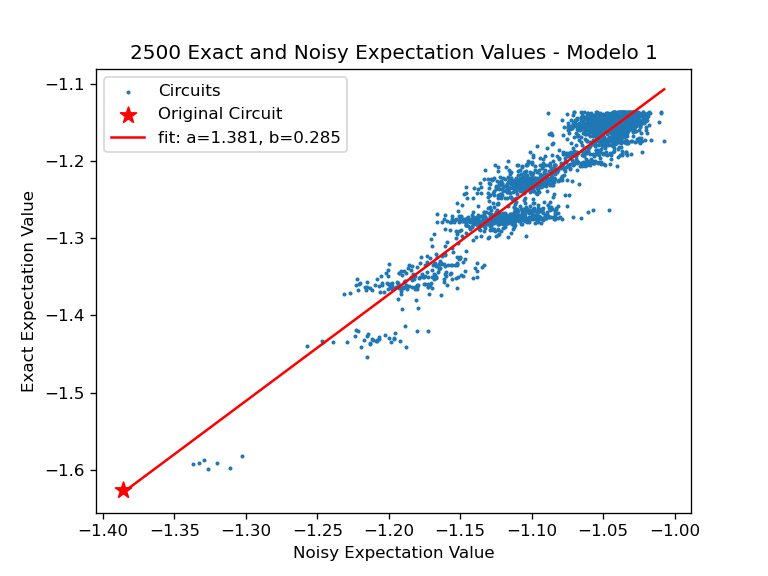 2500 Exact and Noisy Expectation Values - Modelo 1
Circuits
Original Circuit
fit: a=1.381, b=0.285
Exact Expectation Value
−1.1
−1.2
−1.3
−1.4
−1.5
−1.6
−1.40 −1.35 −1.30 −1.25 −1.20 −1.15 −1.10 −1.05 −1.00
Noisy Expectation Value